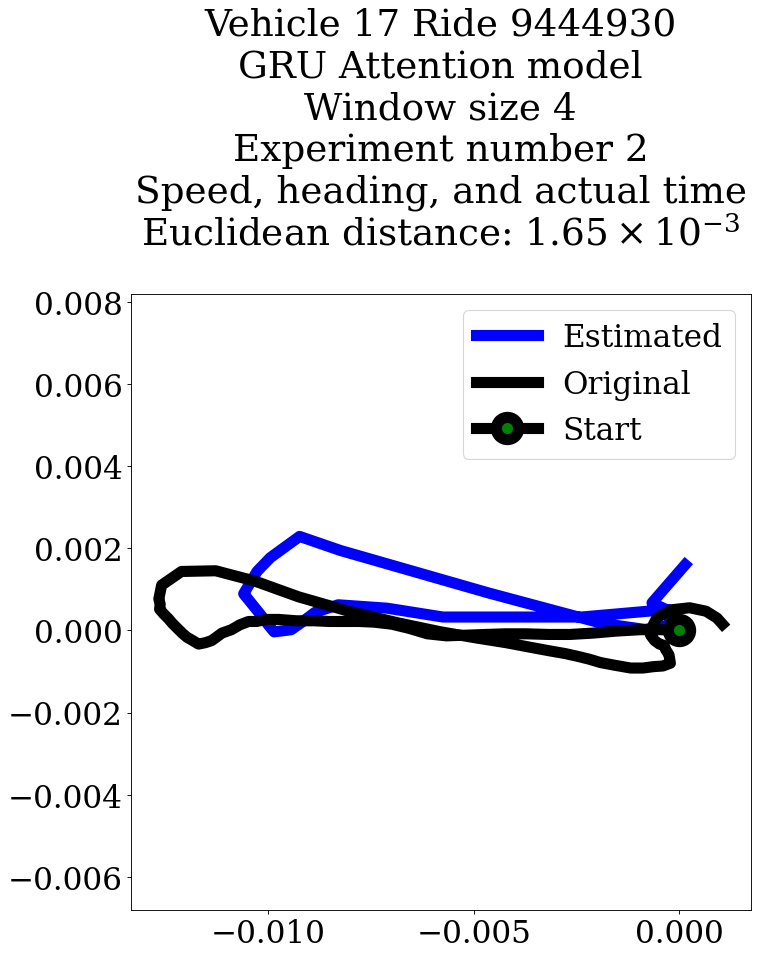 Vehicle 17 Ride 9444930
GRU Attention model
Window size 4
Experiment number 2
Speed, heading, and actual time
Euclidean distance: 1.65 × 10⁻³
0.008
Estimated
0.006
Original
Start
0.004
0.002
0.000
−0.002
−0.004
−0.006
−0.010
−0.005
0.000